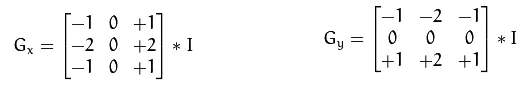 G_x = [−1 0 +1; −2 0 +2; −1 0 +1] ∗ I
G_y = [−1 −2 −1; 0 0 0; +1 +2 +1] ∗ I